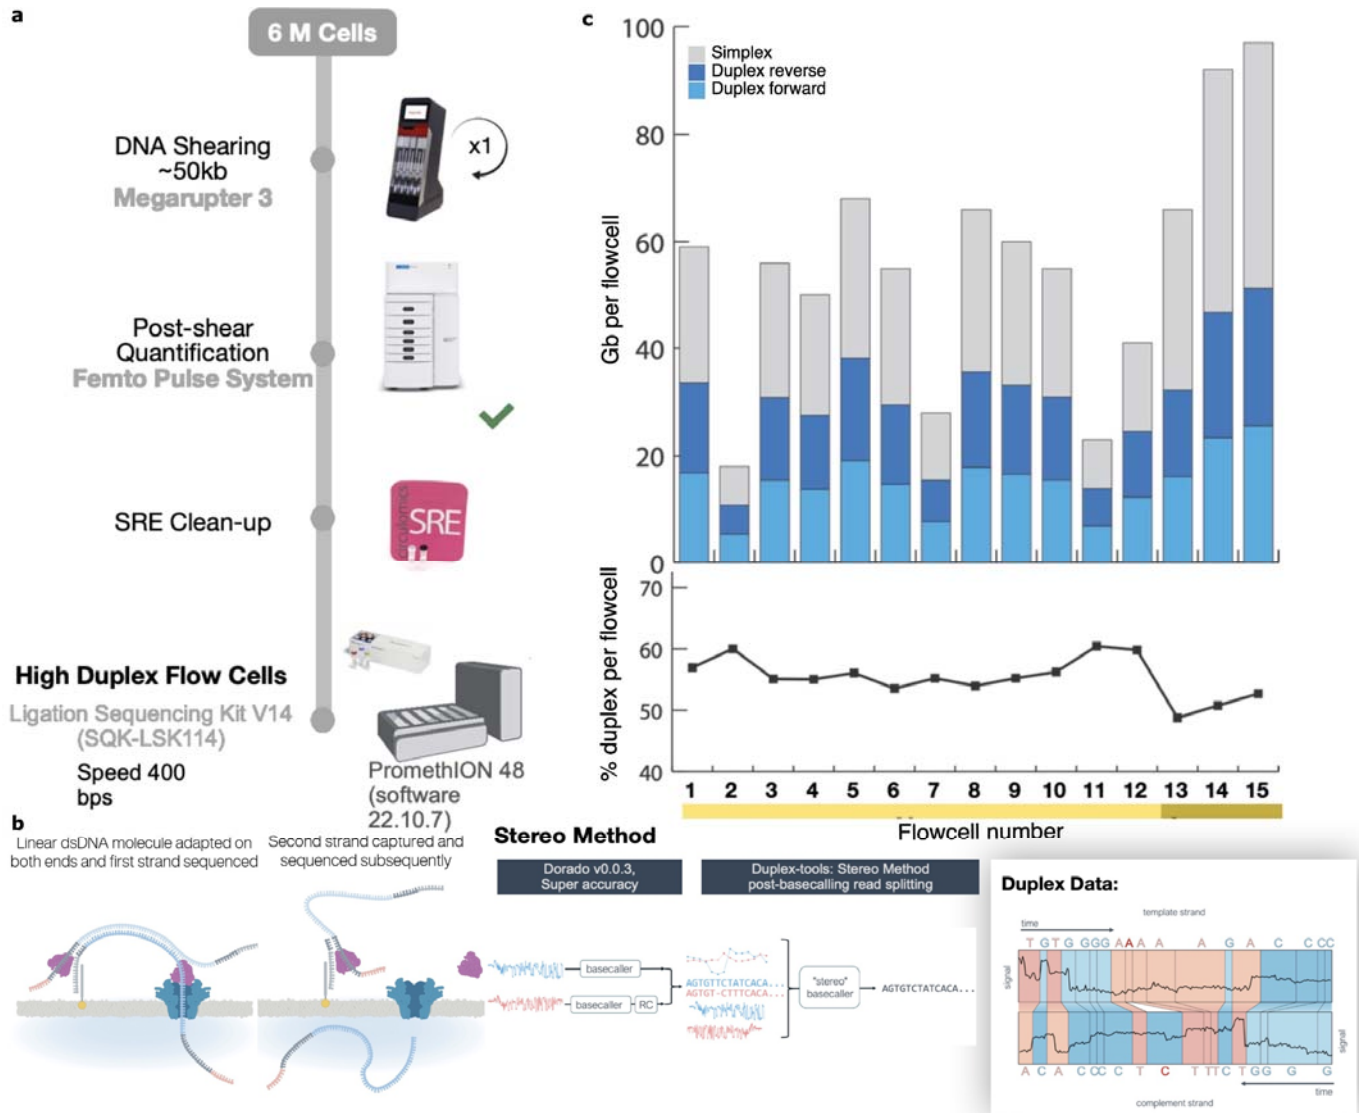 a
6 M Cells
DNA Shearing
~50kb
Megarupter 3
x1
Post-shear
Quantification
Femto Pulse System
SRE Clean-up
SRE
High Duplex Flow Cells
Ligation Sequencing Kit V14
(SQK-LSK114)
Speed 400
bps
PromethION 48
(software
22.10.7)
c
Simplex
Duplex reverse
Duplex forward
Gb per flowcell
100
80
60
40
20
0
% duplex per flowcell
70
60
50
40
1 2 3 4 5 6 7 8 9 10 11 12 13 14 15
Flowcell number
b
Linear dsDNA molecule adapted on
both ends and first strand sequenced
Second strand captured and
sequenced subsequently
Stereo Method
Dorado v0.0.3,
Super accuracy
Duplex-tools: Stereo Method
post-basecalling read splitting
basecaller
basecaller
RC
AGTGTTCTATCACA...
AGTGT-CTTTCACA...
"stereo"
basecaller
AGTGTCTATCACA...
Duplex Data:
template strand
time
T GTG GGG A A A A A G A C C CCC
signal
signal
A C A C CC C T C T TTC T GG G G
time
complement strand